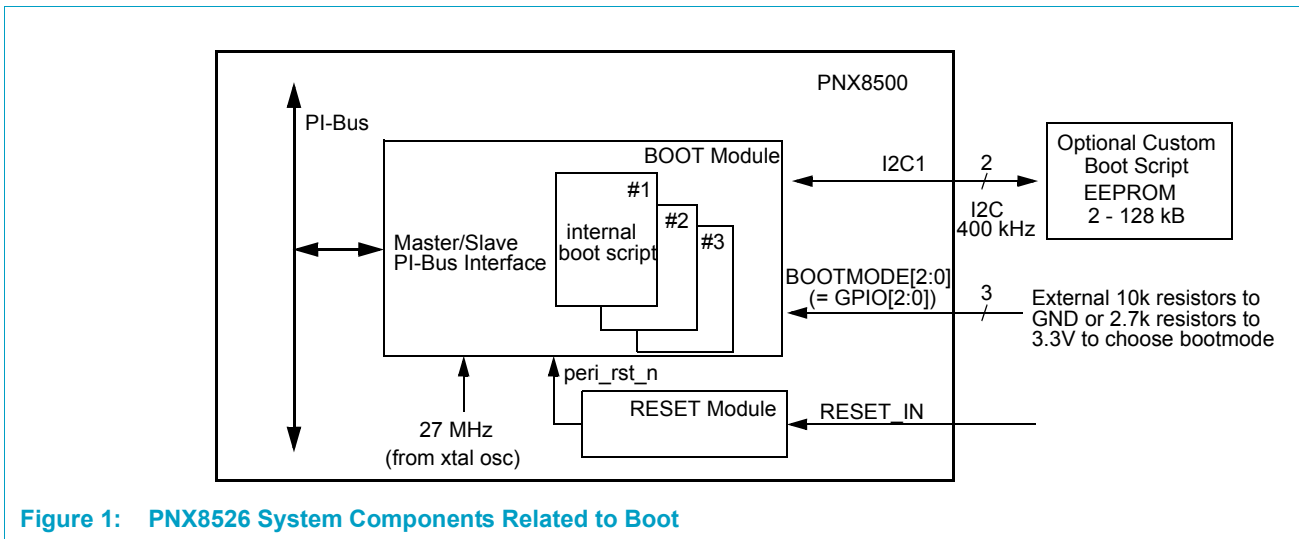 PNX8500
PI-Bus
BOOT Module
#1
#2
#3
internal
boot script
Master/Slave
PI-Bus Interface
I2C1
2
I2C
400 kHz
Optional Custom
Boot Script
EEPROM
2 - 128 kB
BOOTMODE[2:0]
(= GPIO[2:0])
3
External 10k resistors to
GND or 2.7k resistors to
3.3V to choose bootmode
peri_rst_n
RESET Module
RESET_IN
27 MHz
(from xtal osc)
Figure 1: PNX8526 System Components Related to Boot